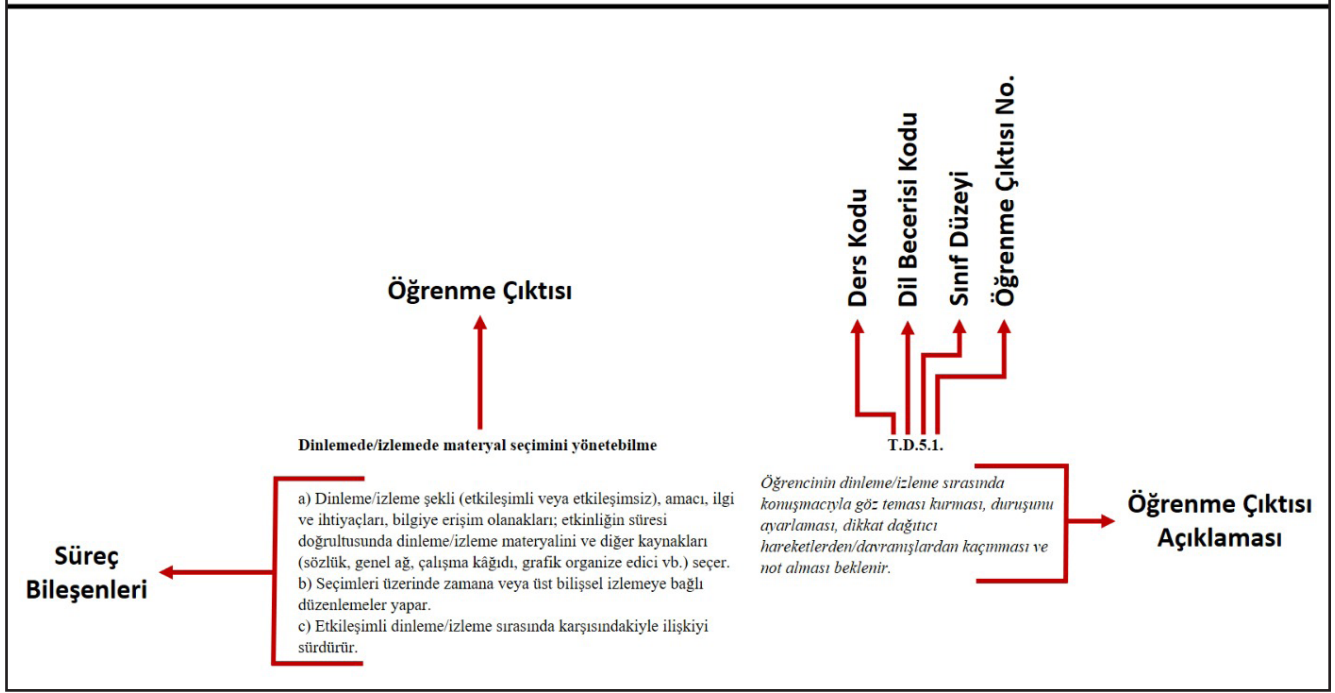 Ders Kodu
Dil Becerisi Kodu
Sınıf Düzeyi
Öğrenme Çıktısı No.
Öğrenme Çıktısı
Dinlemede/izlemede materyal seçimini yönetebilme
T.D.5.1.
a) Dinleme/izleme şekli (etkileşimli veya etkileşimsiz), amacı, ilgi
ve ihtiyaçları, bilgiye erişim olanakları; etkinliğin süresi
doğrultusunda dinleme/izleme materyalini ve diğer kaynakları
(sözlük, genel ağ, çalışma kâğıdı, grafik organize edici vb.) seçer.
b) Seçimleri üzerinde zamana veya üst bilişsel izlemeye bağlı
düzenlemeler yapar.
c) Etkileşimli dinleme/izleme sırasında karşısındakiyle ilişkiyi
sürdürür.
Süreç
Bileşenleri
Öğrencinin dinleme/izleme sırasında
konuşmacıyla göz teması kurması, duruşunu
ayarlaması, dikkat dağıtıcı
hareketlerden/davranışlardan kaçınması ve
not alması beklenir.
Öğrenme Çıktısı
Açıklaması